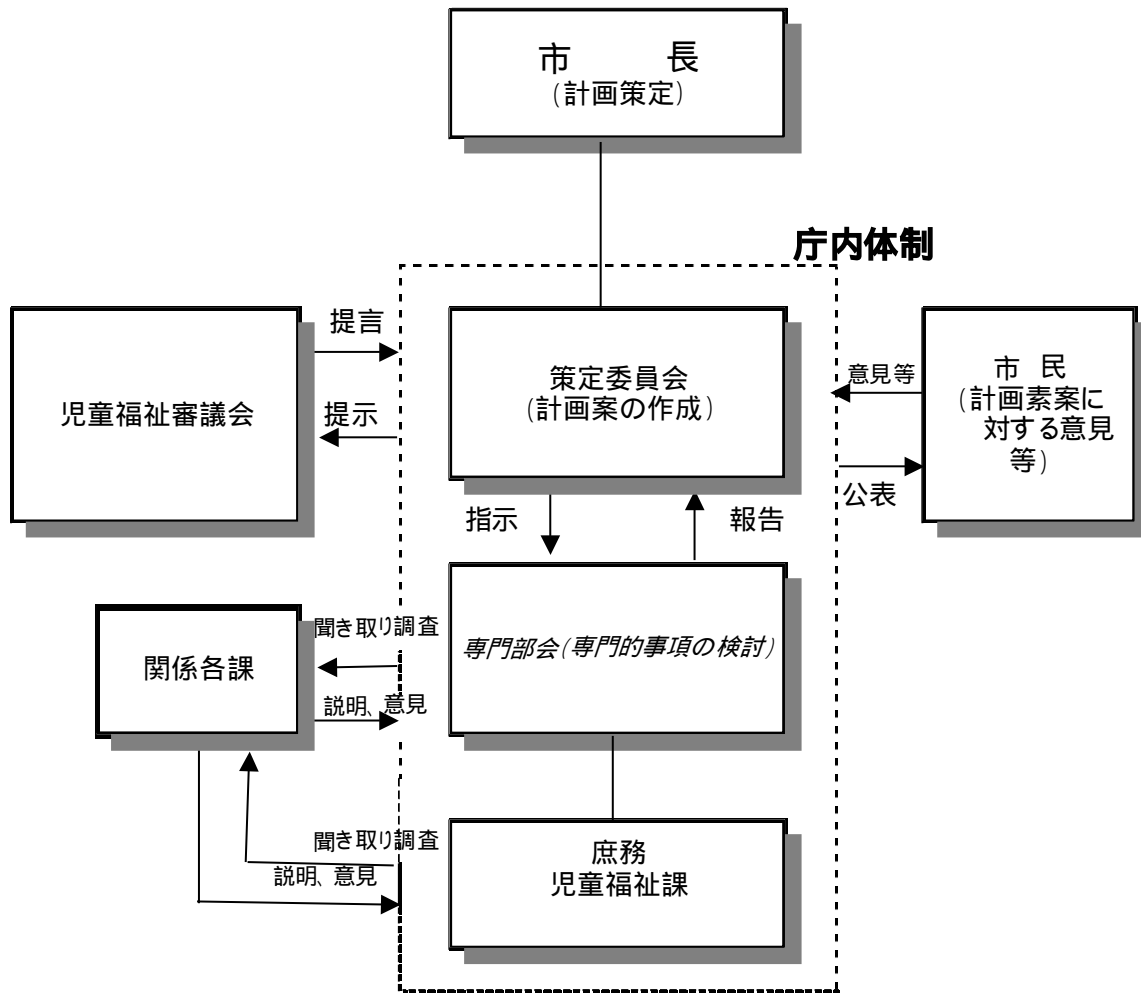 市　　　長
(計画策定)
庁内体制
児童福祉審議会
提言
提示
策定委員会
(計画案の作成)
意見等
公表
市　民
(計画素案に
対する意見
等)
指示
報告
関係各課
聞き取り調査
説明、意見
専門部会(専門的事項の検討)
聞き取り調査
説明、意見
庶務
児童福祉課